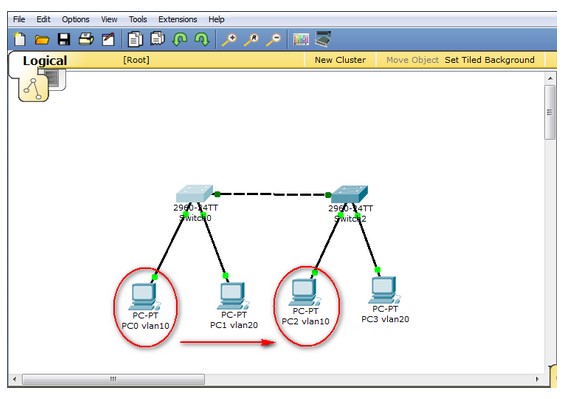 File Edit Options View Tools Extensions Help
Logical [Root] New Cluster Move Object Set Tiled Background
2960-24TT
Switch0
2960-24TT
Switch2
PC-PT
PC0 vlan10
PC-PT
PC1 vlan20
PC-PT
PC2 vlan10
PC-PT
PC3 vlan20